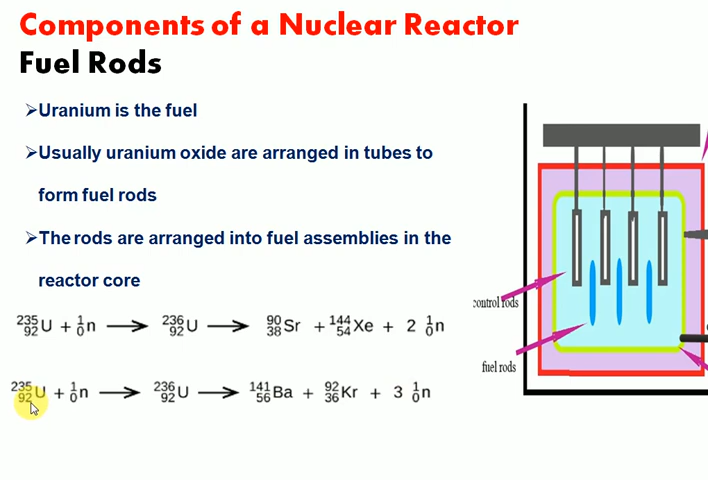 Components of a Nuclear Reactor
Fuel Rods
➢Uranium is the fuel
➢Usually uranium oxide are arranged in tubes to
form fuel rods
➢The rods are arranged into fuel assemblies in the
reactor core
control rods
²³⁵₉₂U + ¹₀n ⟶ ²³⁶₉₂U ⟶ ⁹⁰₃₈Sr + ¹⁴⁴₅₄Xe + 2 ¹₀n
fuel rods
²³⁵₉₂U + ¹₀n ⟶ ²³⁶₉₂U ⟶ ¹⁴¹₅₆Ba + ⁹²₃₆Kr + 3 ¹₀n